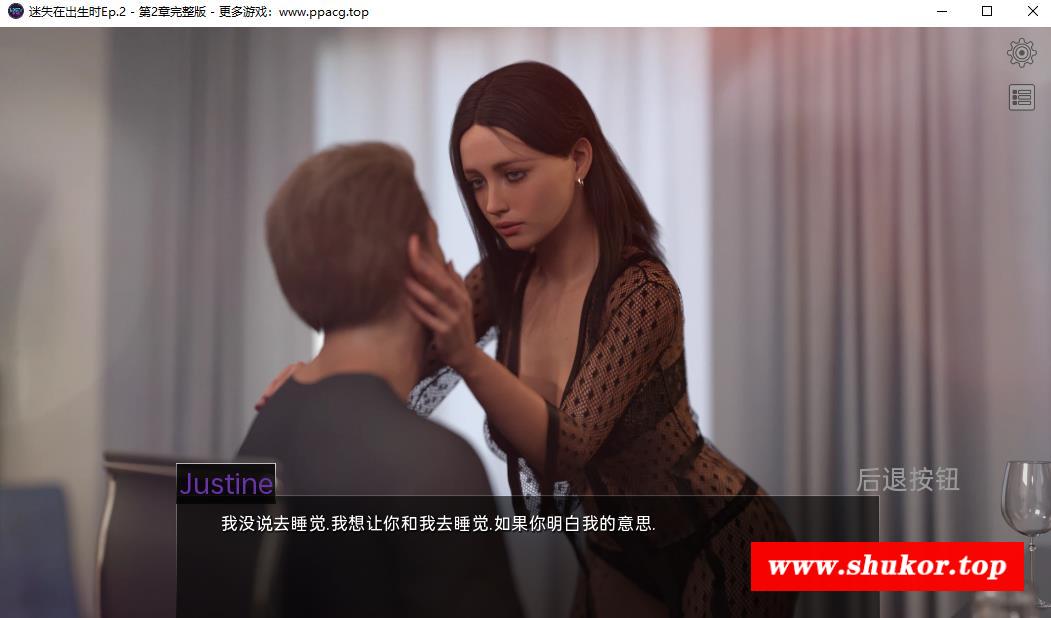 迷失在出生时Ep.2 - 第2章完整版 - 更多游戏：www.ppacg.top
Justine
后退按钮
我没说去睡觉.我想让你和我去睡觉.如果你明白我的意思.
www.shukor.top